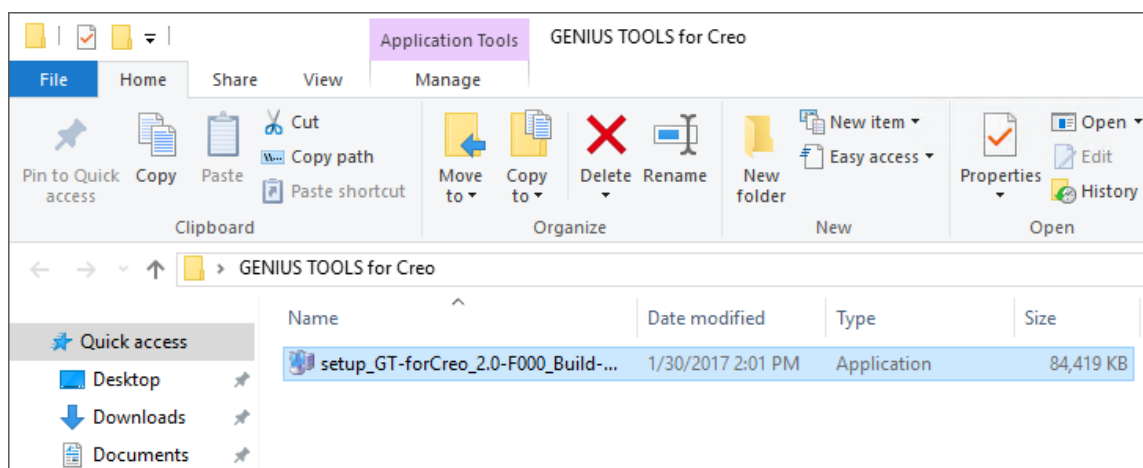 Application Tools GENIUS TOOLS for Creo
File Home Share View Manage
Pin to Quick access
Copy
Paste
Cut
Copy path
Paste shortcut
Clipboard
Move to
Copy to
Delete
Rename
Organize
New folder
New item
Easy access
New
Properties
Open
Edit
History
Open
GENIUS TOOLS for Creo
Name Date modified Type Size
Quick access
setup_GT-forCreo_2.0-F000_Build-... 1/30/2017 2:01 PM Application 84,419 KB
Desktop
Downloads
Documents